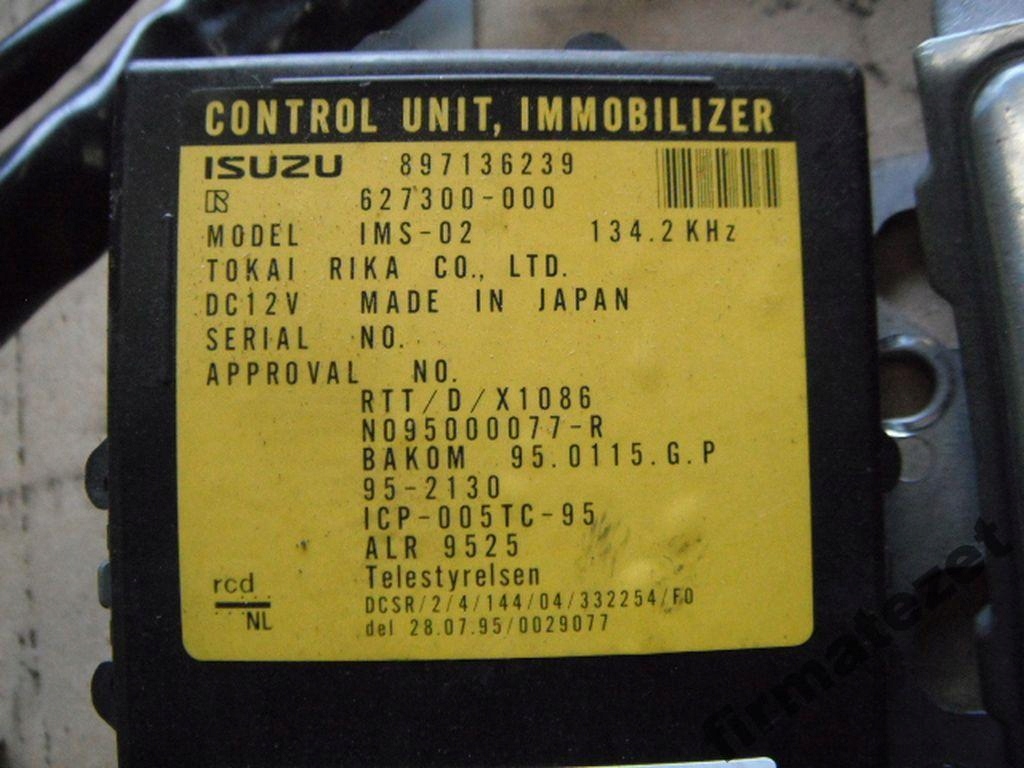 CONTROL UNIT, IMMOBILIZER
ISUZU 897136239
R 627300-000
MODEL IMS-02 134.2 KHz
TOKAI RIKA CO., LTD.
DC12V MADE IN JAPAN
SERIAL NO.
APPROVAL NO.
RTT/D/X1086
NO95000077-R
BAKOM 95.0115.G.P
95-2130
ICP-005TC-95
ALR 9525
Telestyrelsen
DCSR/2/4/144/04/332254/FO
del 28.07.95/0029077
rcd
NL
firmatezet